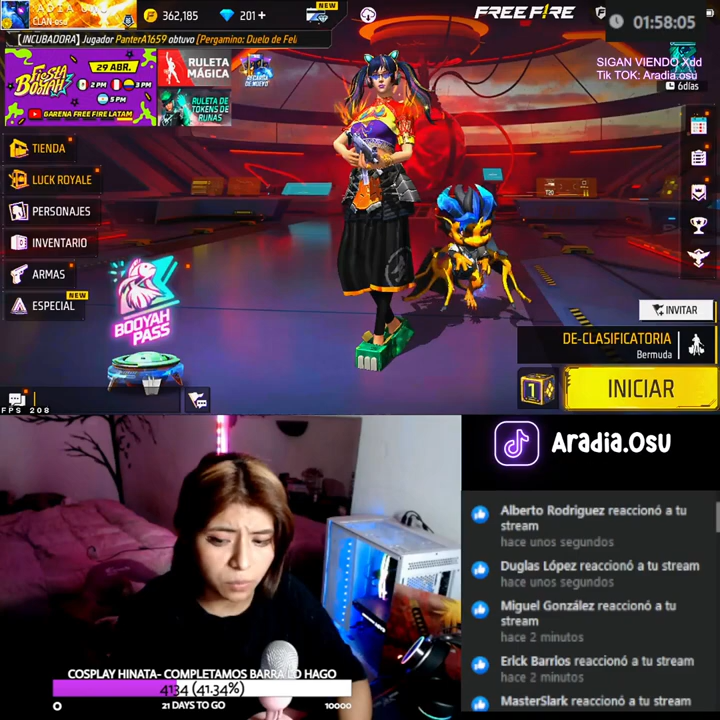 CLAN-osu
362,185
201 +
NEW
FREE FIRE
01:58:05
[INCUBADORA] Jugador PanterA1659 obtuvo [Pergamino: Duelo de Fel
SIGAN VIENDO Xdd
Tik TOK: Aradia.osu
6días
FIESTA
BOOYAH
29 ABR.
2 PM
3 PM
5 PM
GARENA FREE FIRE LATAM
RULETA
MÁGICA
RECARGA
DE NUEVO
RULETA DE
TOKENS DE
RUNAS
TIENDA
LUCK ROYALE
PERSONAJES
INVENTARIO
ARMAS
ESPECIAL
NEW
BOOYAH
PASS
INVITAR
DE-CLASIFICATORIA
Bermuda
1
INICIAR
FPS 208
Aradia.Osu
Alberto Rodriguez reaccionó a tu
stream
hace unos segundos
Duglas López reaccionó a tu stream
hace unos segundos
Miguel González reaccionó a tu
stream
hace 2 minutos
Erick Barrios reaccionó a tu stream
hace 2 minutos
MasterSlark reaccionó a tu stream
COSPLAY HINATA- COMPLETAMOS BARRA LO HAGO
4134 (41.34%)
0
21 DAYS TO GO
10000